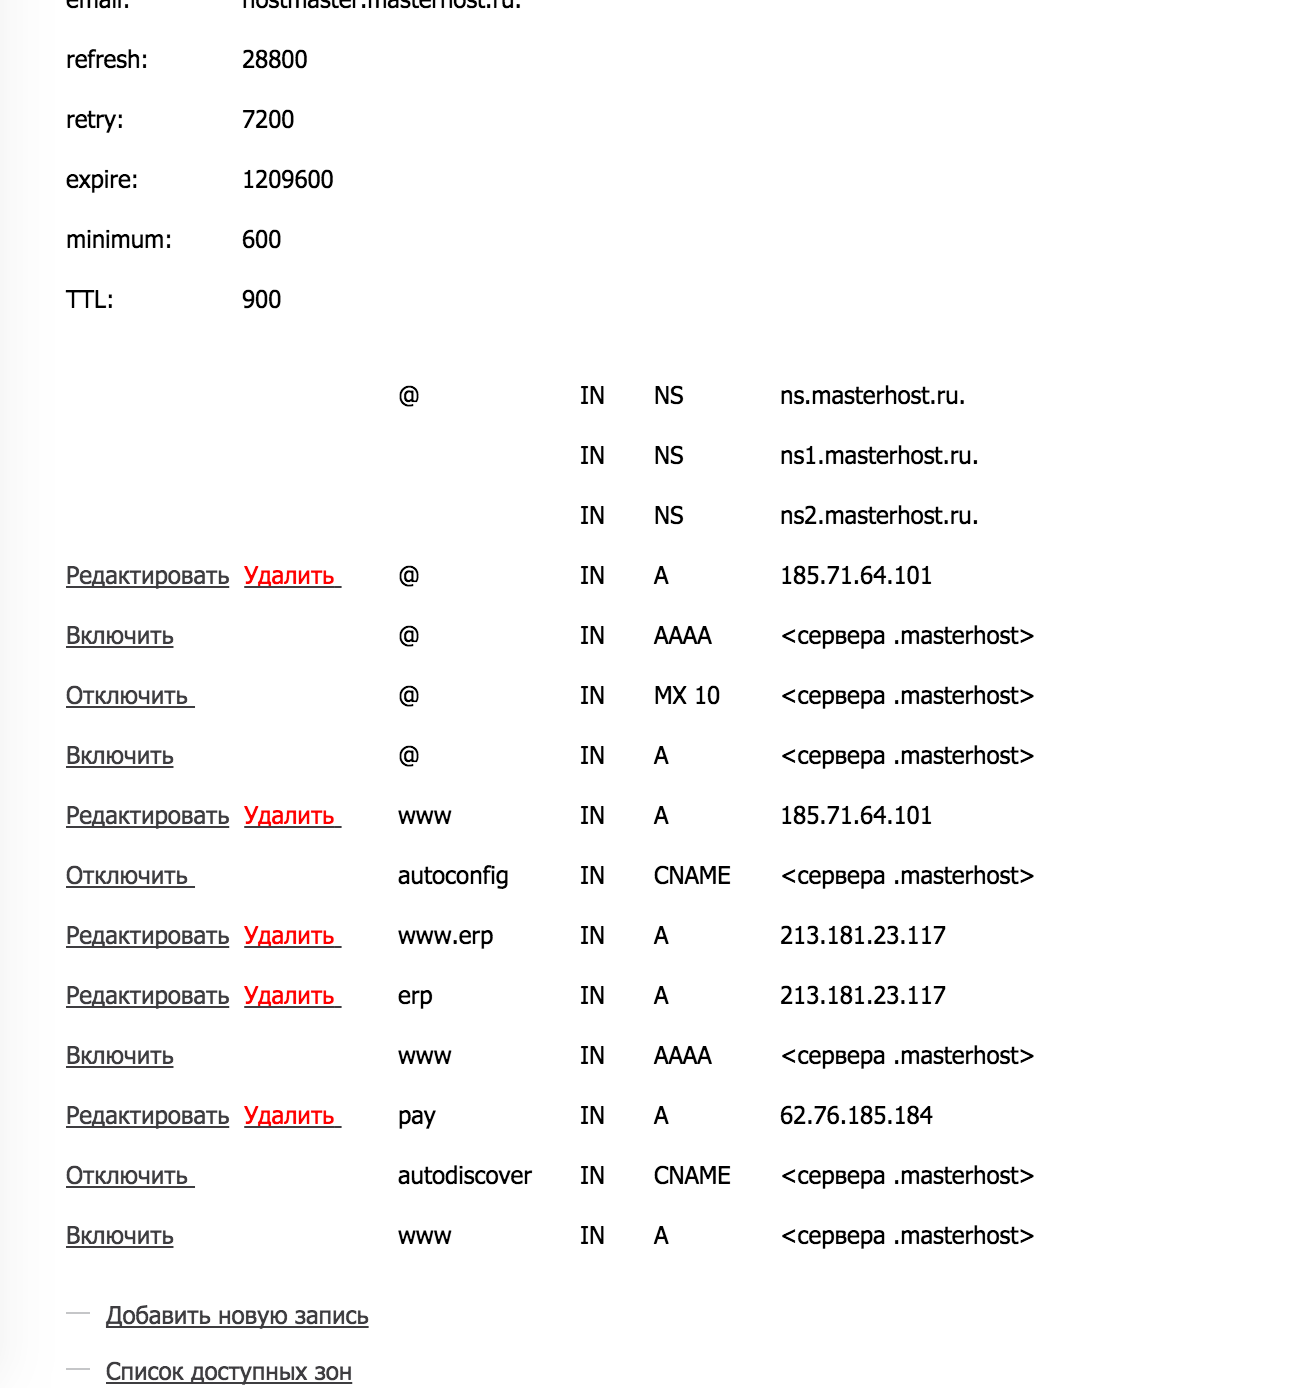 email: hostmaster.masterhost.ru.
refresh: 28800
retry: 7200
expire: 1209600
minimum: 600
TTL: 900
@ IN NS ns.masterhost.ru.
IN NS ns1.masterhost.ru.
IN NS ns2.masterhost.ru.
Редактировать Удалить @ IN A 185.71.64.101
Включить @ IN AAAA <сервера .masterhost>
Отключить @ IN MX 10 <сервера .masterhost>
Включить @ IN A <сервера .masterhost>
Редактировать Удалить www IN A 185.71.64.101
Отключить autoconfig IN CNAME <сервера .masterhost>
Редактировать Удалить www.erp IN A 213.181.23.117
Редактировать Удалить erp IN A 213.181.23.117
Включить www IN AAAA <сервера .masterhost>
Редактировать Удалить pay IN A 62.76.185.184
Отключить autodiscover IN CNAME <сервера .masterhost>
Включить www IN A <сервера .masterhost>
— Добавить новую запись
— Список доступных зон